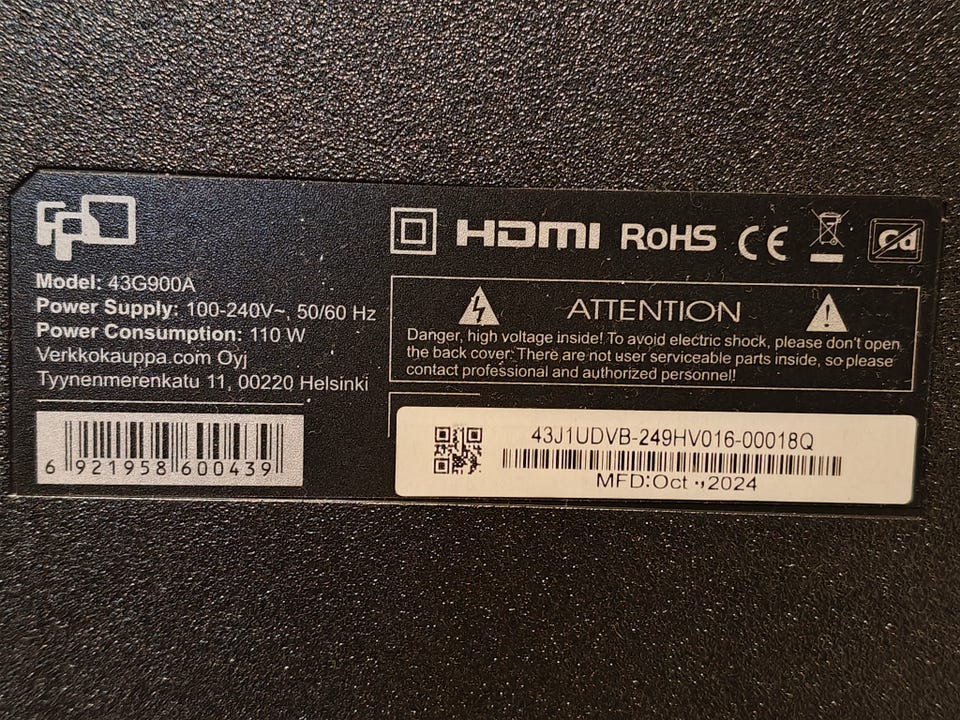 FPD
Model: 43G900A
Power Supply: 100-240V~, 50/60 Hz
Power Consumption: 110 W
Verkkokauppa.com Oyj
Tyynenmerenkatu 11, 00220 Helsinki
6 921958 600439
HDMI RoHS CE Cd
ATTENTION
Danger, high voltage inside! To avoid electric shock, please don't open
the back cover. There are not user serviceable parts inside, so please
contact professional and authorized personnel!
43J1UDVB-249HV016-00018Q
MFD:Oct.,2024